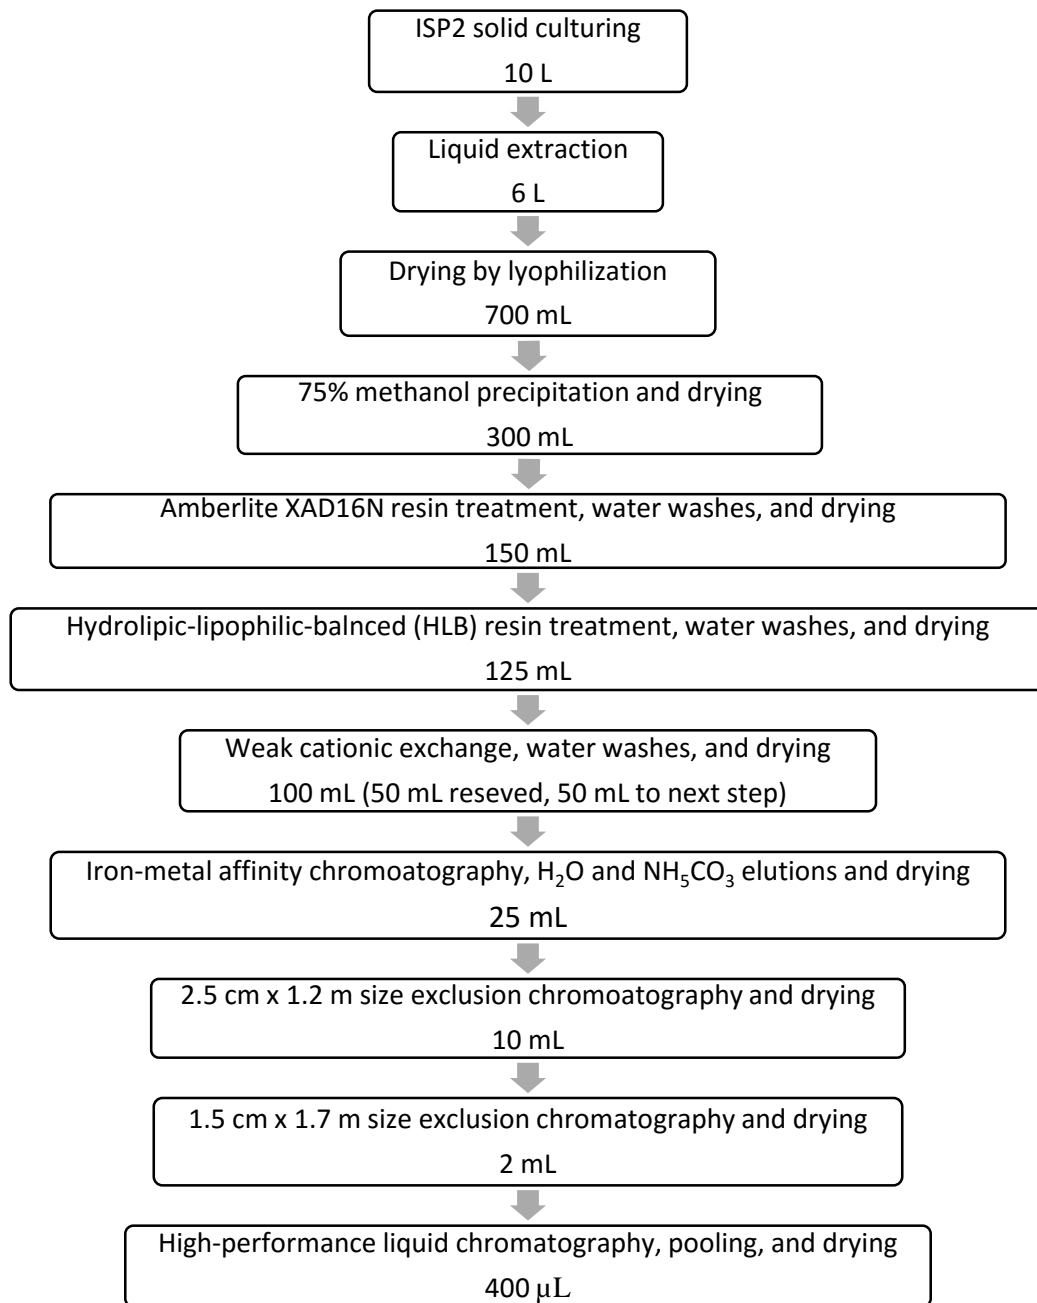 ISP2 solid culturing
10 L
Liquid extraction
6 L
Drying by lyophilization
700 mL
75% methanol precipitation and drying
300 mL
Amberlite XAD16N resin treatment, water washes, and drying
150 mL
Hydrolipic-lipophilic-balnced (HLB) resin treatment, water washes, and drying
125 mL
Weak cationic exchange, water washes, and drying
100 mL (50 mL reseved, 50 mL to next step)
Iron-metal affinity chromoatography, H₂O and NH₅CO₃ elutions and drying
25 mL
2.5 cm x 1.2 m size exclusion chromoatography and drying
10 mL
1.5 cm x 1.7 m size exclusion chromatography and drying
2 mL
High-performance liquid chromatography, pooling, and drying
400 µL